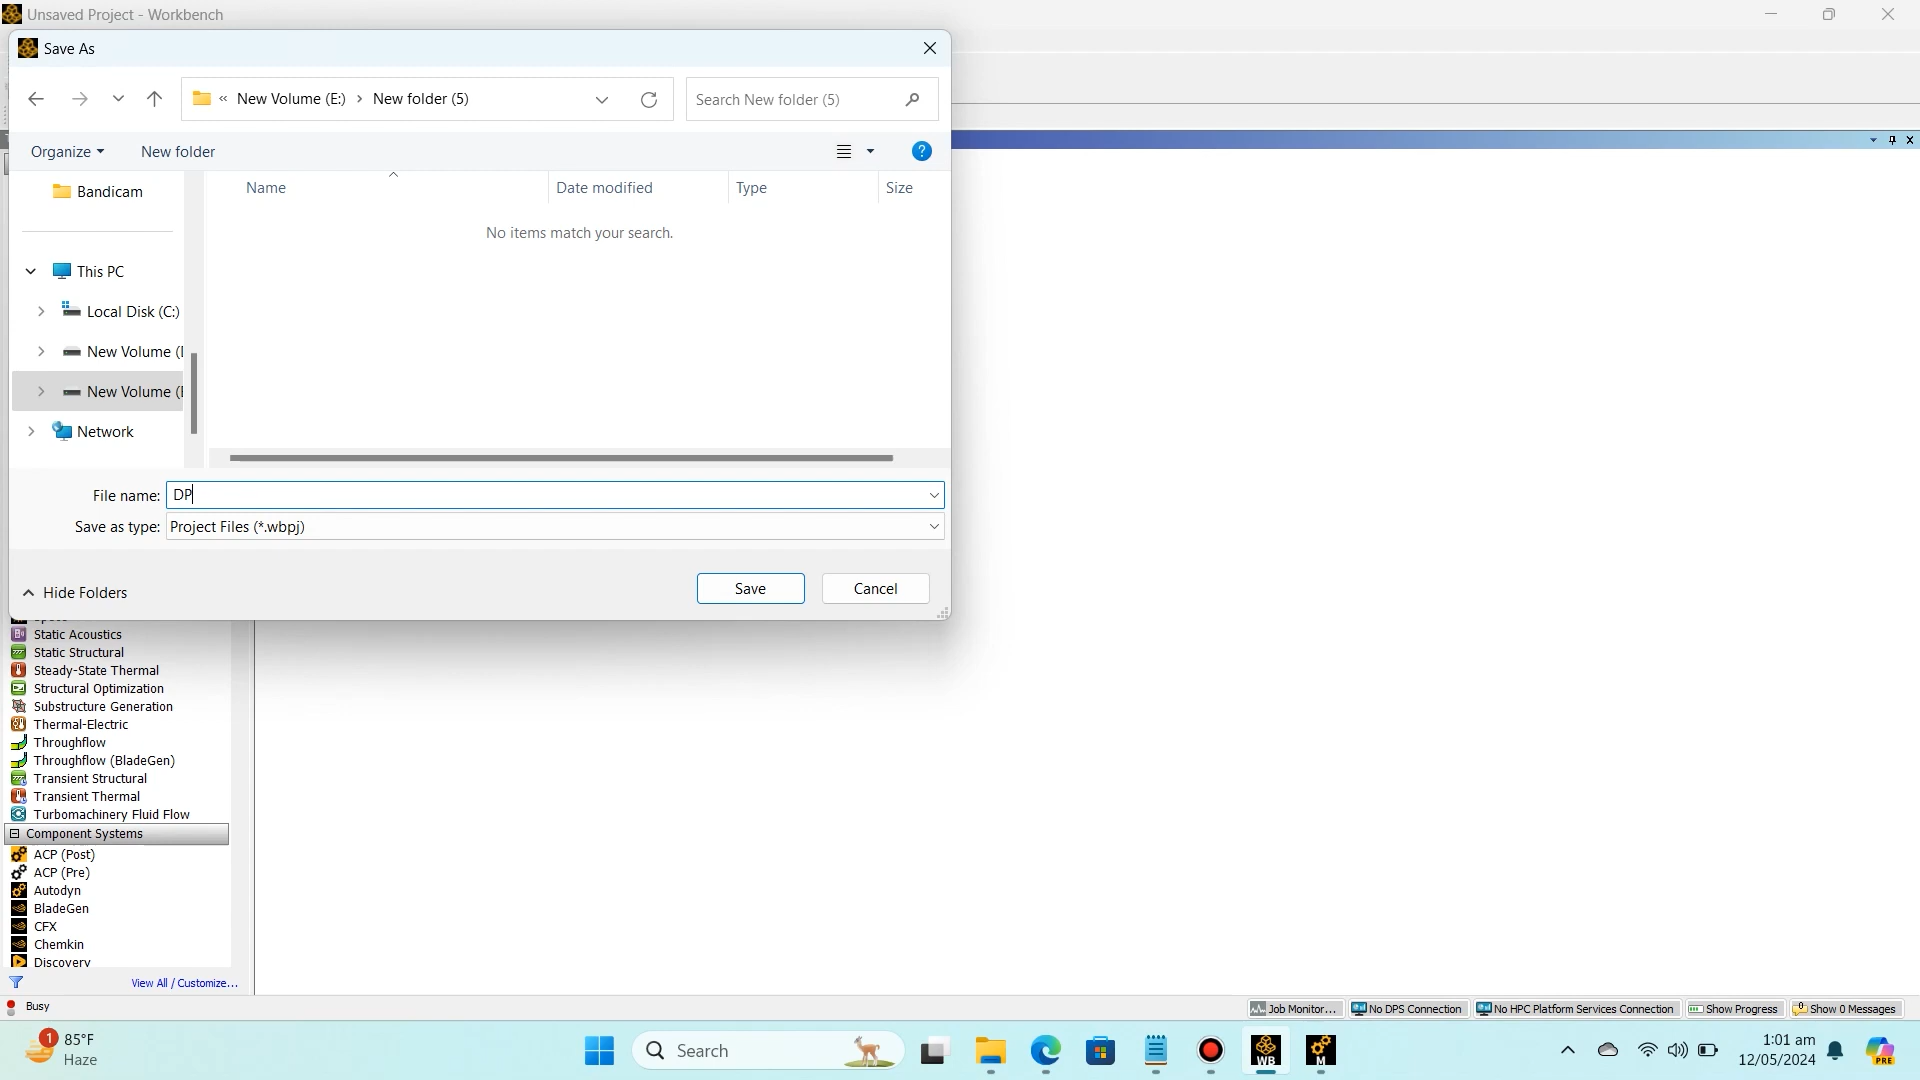 Unsaved Project - Workbench
Save As
« New Volume (E:) › New folder (5)
Search New folder (5)
Organize
New folder
Name
Date modified
Type
Size
No items match your search.
Bandicam
This PC
Local Disk (C:)
New Volume (
New Volume (
Network
File name: DP
Save as type: Project Files (*.wbpj)
Hide Folders
Save
Cancel
Static Acoustics
Static Structural
Steady-State Thermal
Structural Optimization
Substructure Generation
Thermal-Electric
Throughflow
Throughflow (BladeGen)
Transient Structural
Transient Thermal
Turbomachinery Fluid Flow
Component Systems
ACP (Post)
ACP (Pre)
Autodyn
BladeGen
CFX
Chemkin
Discovery
View All / Customize...
Busy
Job Monitor...
No DPS Connection
No HPC Platform Services Connection
Show Progress
Show 0 Messages
1
85°F
Haze
Search
WB
M
1:01 am
12/05/2024
PRE